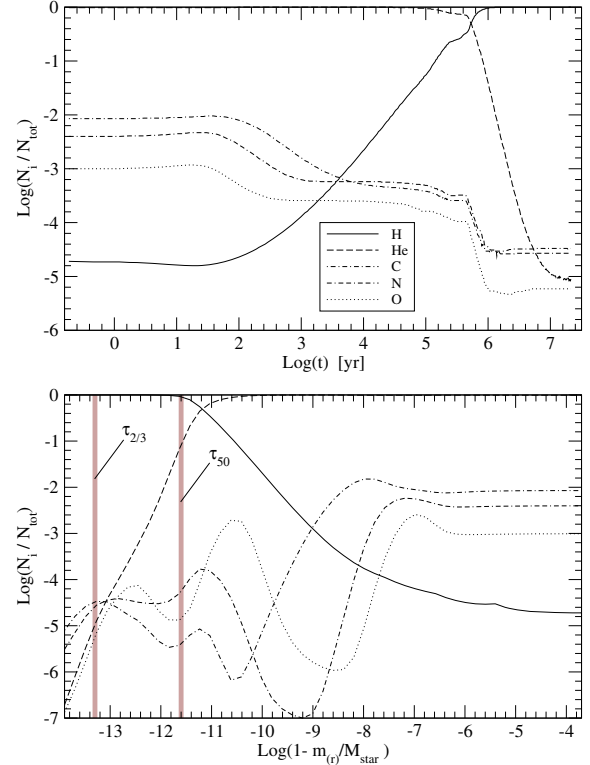 0
-1
-2
-3
-4
-5
-6
Log(N_i / N_tot)
H
He
C
N
O
0 1 2 3 4 5 6 7
Log(t) [yr]
0
-1
-2
-3
-4
-5
-6
-7
Log(N_i / N_tot)
τ_2/3
τ_50
-13 -12 -11 -10 -9 -8 -7 -6 -5 -4
Log(1- m_(r)/M_star )